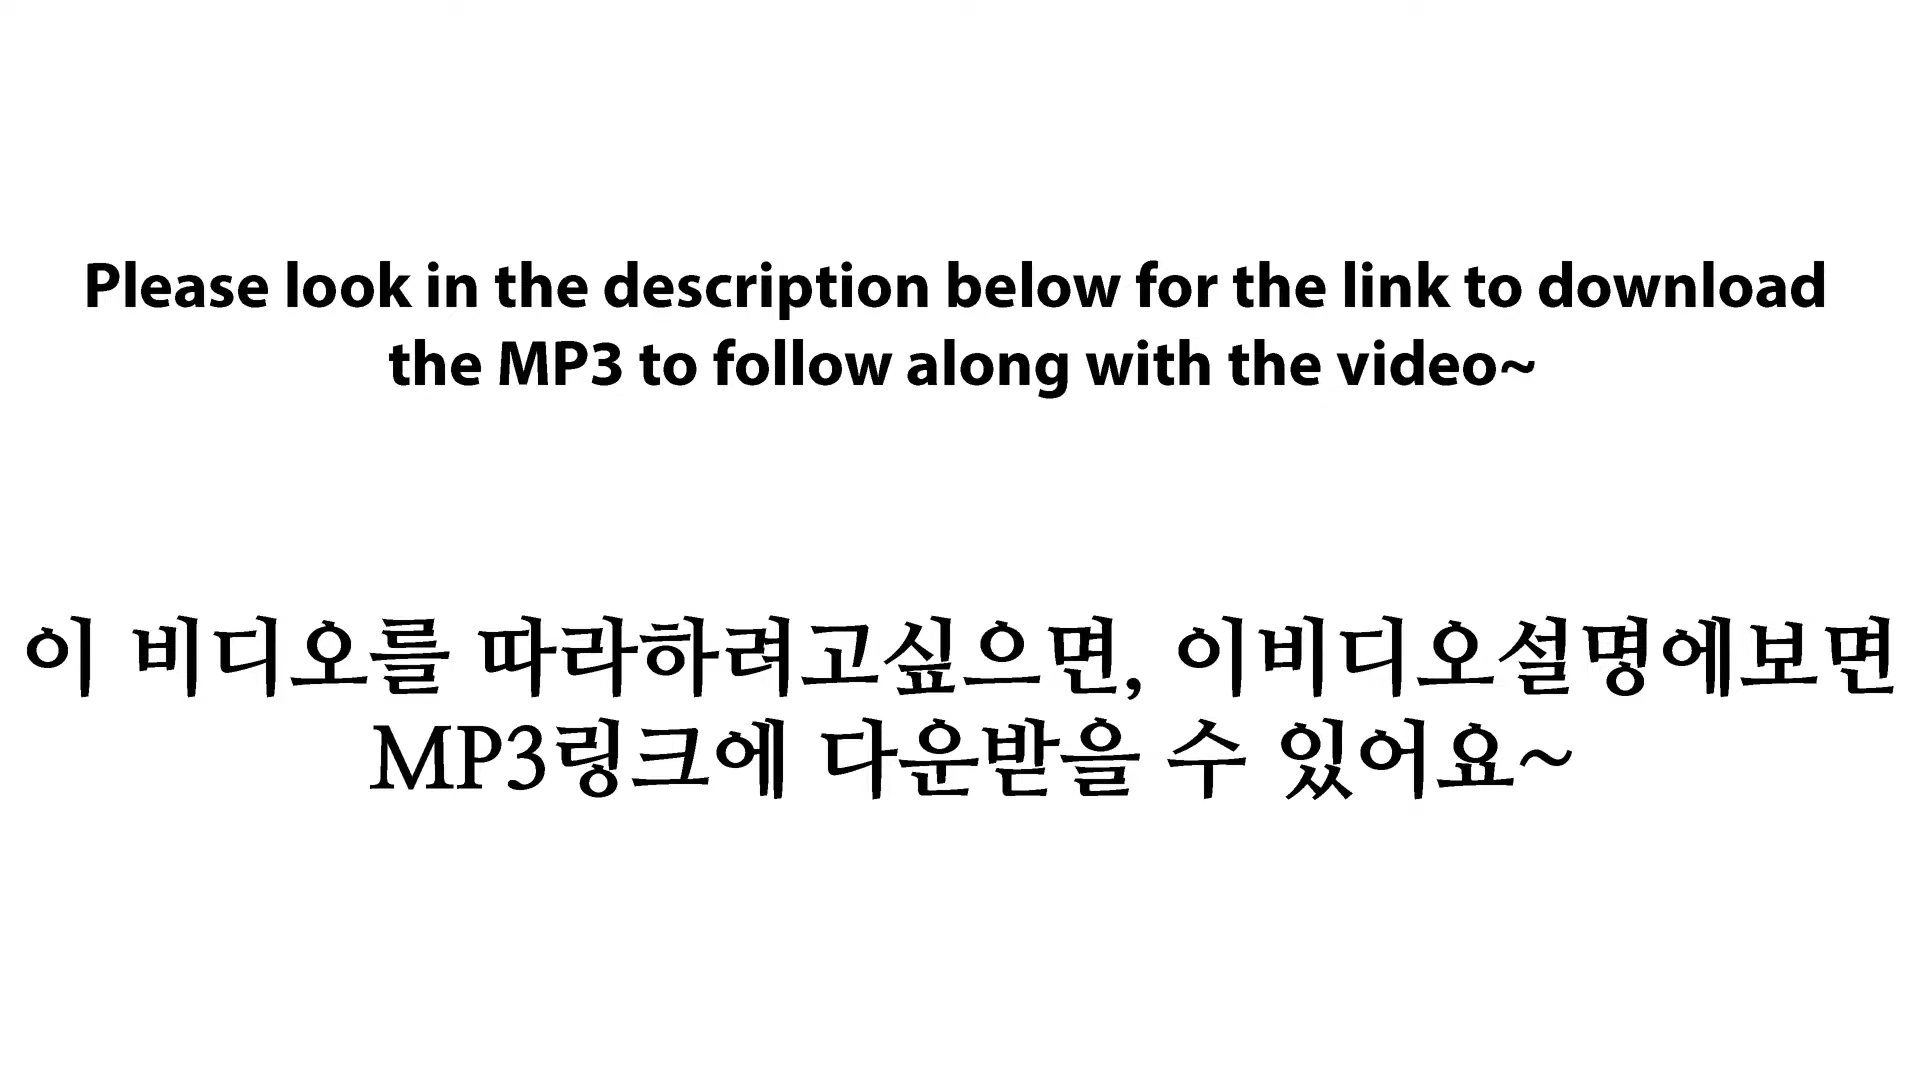 Please look in the description below for the link to download
the MP3 to follow along with the video~
이 비디오를 따라하려고싶으면, 이비디오설명에보면
MP3링크에 다운받을 수 있어요~